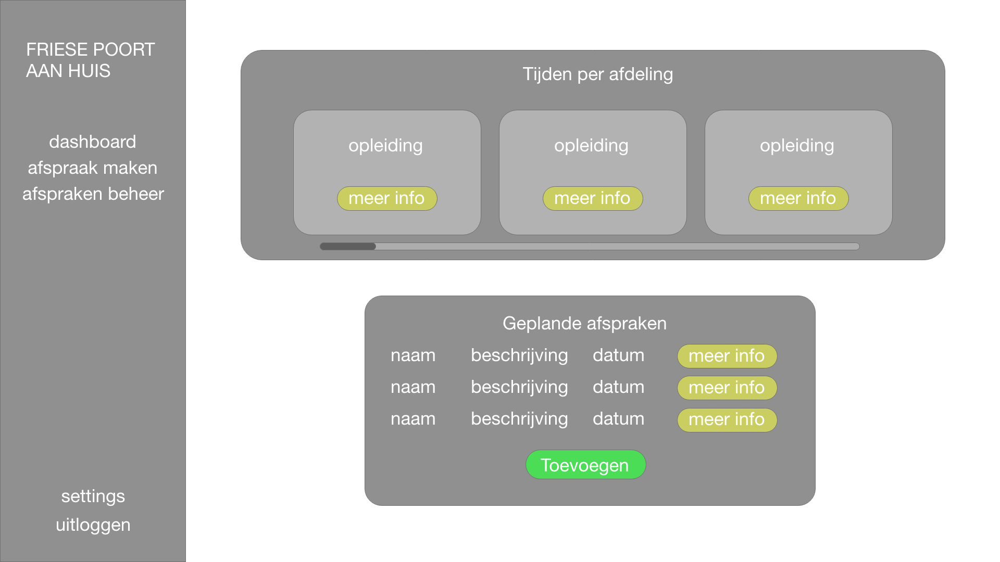 FRIESE POORT
AAN HUIS
dashboard
afspraak maken
afspraken beheer
settings
uitloggen
Tijden per afdeling
opleiding opleiding opleiding
meer info meer info meer info
Geplande afspraken
naam beschrijving datum meer info
naam beschrijving datum meer info
naam beschrijving datum meer info
Toevoegen